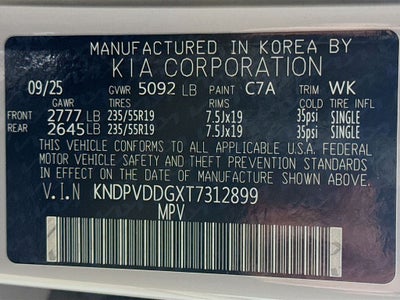 MANUFACTURED IN KOREA BY
KIA CORPORATION
09/25 GVWR 5092 LB PAINT C7A TRIM WK
GAWR TIRES RIMS COLD TIRE INFL
FRONT 2777 LB 235/55R19 7.5Jx19 35psi SINGLE
REAR 2645 LB 235/55R19 7.5Jx19 35psi SINGLE
THIS VEHICLE CONFORMS TO ALL APPLICABLE U.S.A. FEDERAL
MOTOR VEHICLE SAFETY AND THEFT PREVENTION STANDARDS
IN EFFECT ON THE DATE OF MANUFACTURE SHOWN ABOVE.
V.I.N KNDPVDDGXT7312899
MPV